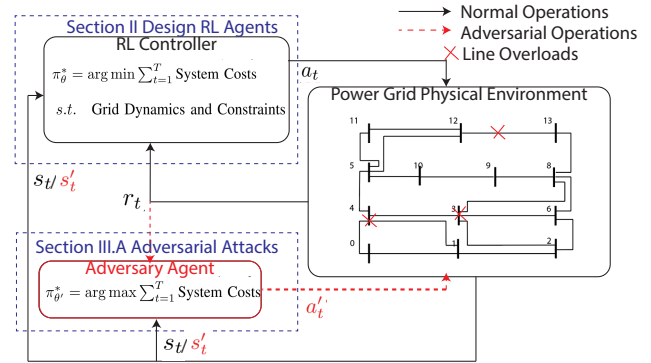 Normal Operations
Adversarial Operations
Line Overloads
Section II Design RL Agents
RL Controller
π*_θ = arg min ∑_{t=1}^{T} System Costs
s.t. Grid Dynamics and Constraints
a_t
Power Grid Physical Environment
11 12 13
5 10 9 8
4 3 6
0 1 2
s_t/ s'_t
r_t
Section III.A Adversarial Attacks
Adversary Agent
π*_θ' = arg max ∑_{t=1}^{T} System Costs
a'_t
s_t/ s'_t